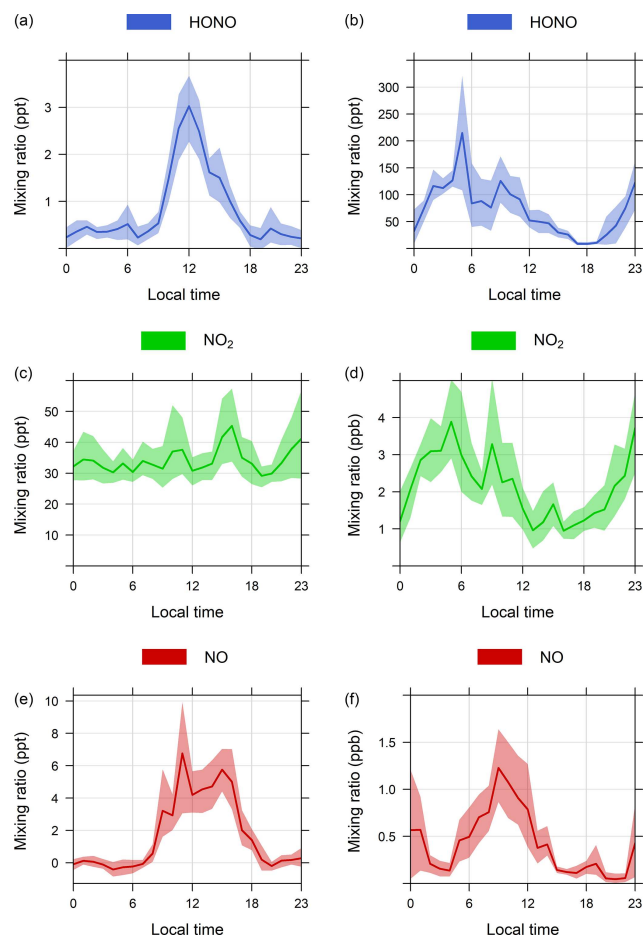 (a) HONO
Mixing ratio (ppt)
3
2
1
0 6 12 18 23
Local time
(b) HONO
Mixing ratio (ppt)
300
250
200
150
100
50
0 6 12 18 23
Local time
(c) NO₂
Mixing ratio (ppt)
50
40
30
20
10
0 6 12 18 23
Local time
(d) NO₂
Mixing ratio (ppb)
4
3
2
1
0 6 12 18 23
Local time
(e) NO
Mixing ratio (ppt)
10
8
6
4
2
0
0 6 12 18 23
Local time
(f) NO
Mixing ratio (ppb)
1.5
1.0
0.5
0 6 12 18 23
Local time